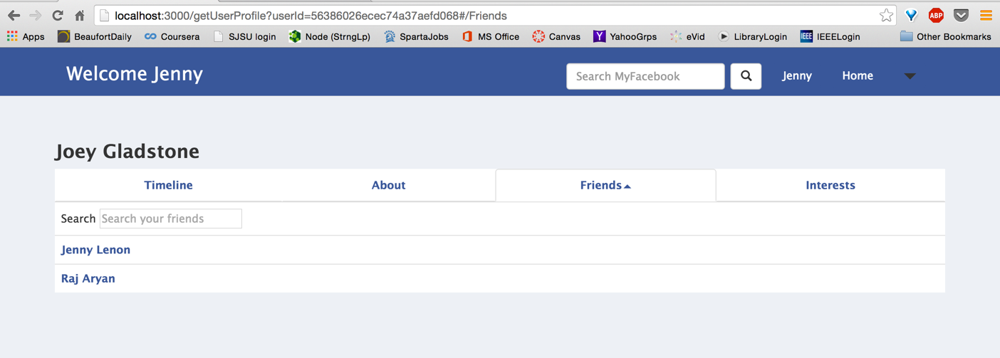 localhost:3000/getUserProfile?userId=56386026ecec74a37aefd068#/Friends
ABP
Apps BeaufortDaily Coursera SJSU login Node (StrngLp) SpartaJobs MS Office Canvas Y YahooGrps eVid LibraryLogin IEEE IEEELogin Other Bookmarks
Welcome Jenny Search MyFacebook Jenny Home
Joey Gladstone
Timeline About Friends Interests
Search Search your friends
Jenny Lenon
Raj Aryan